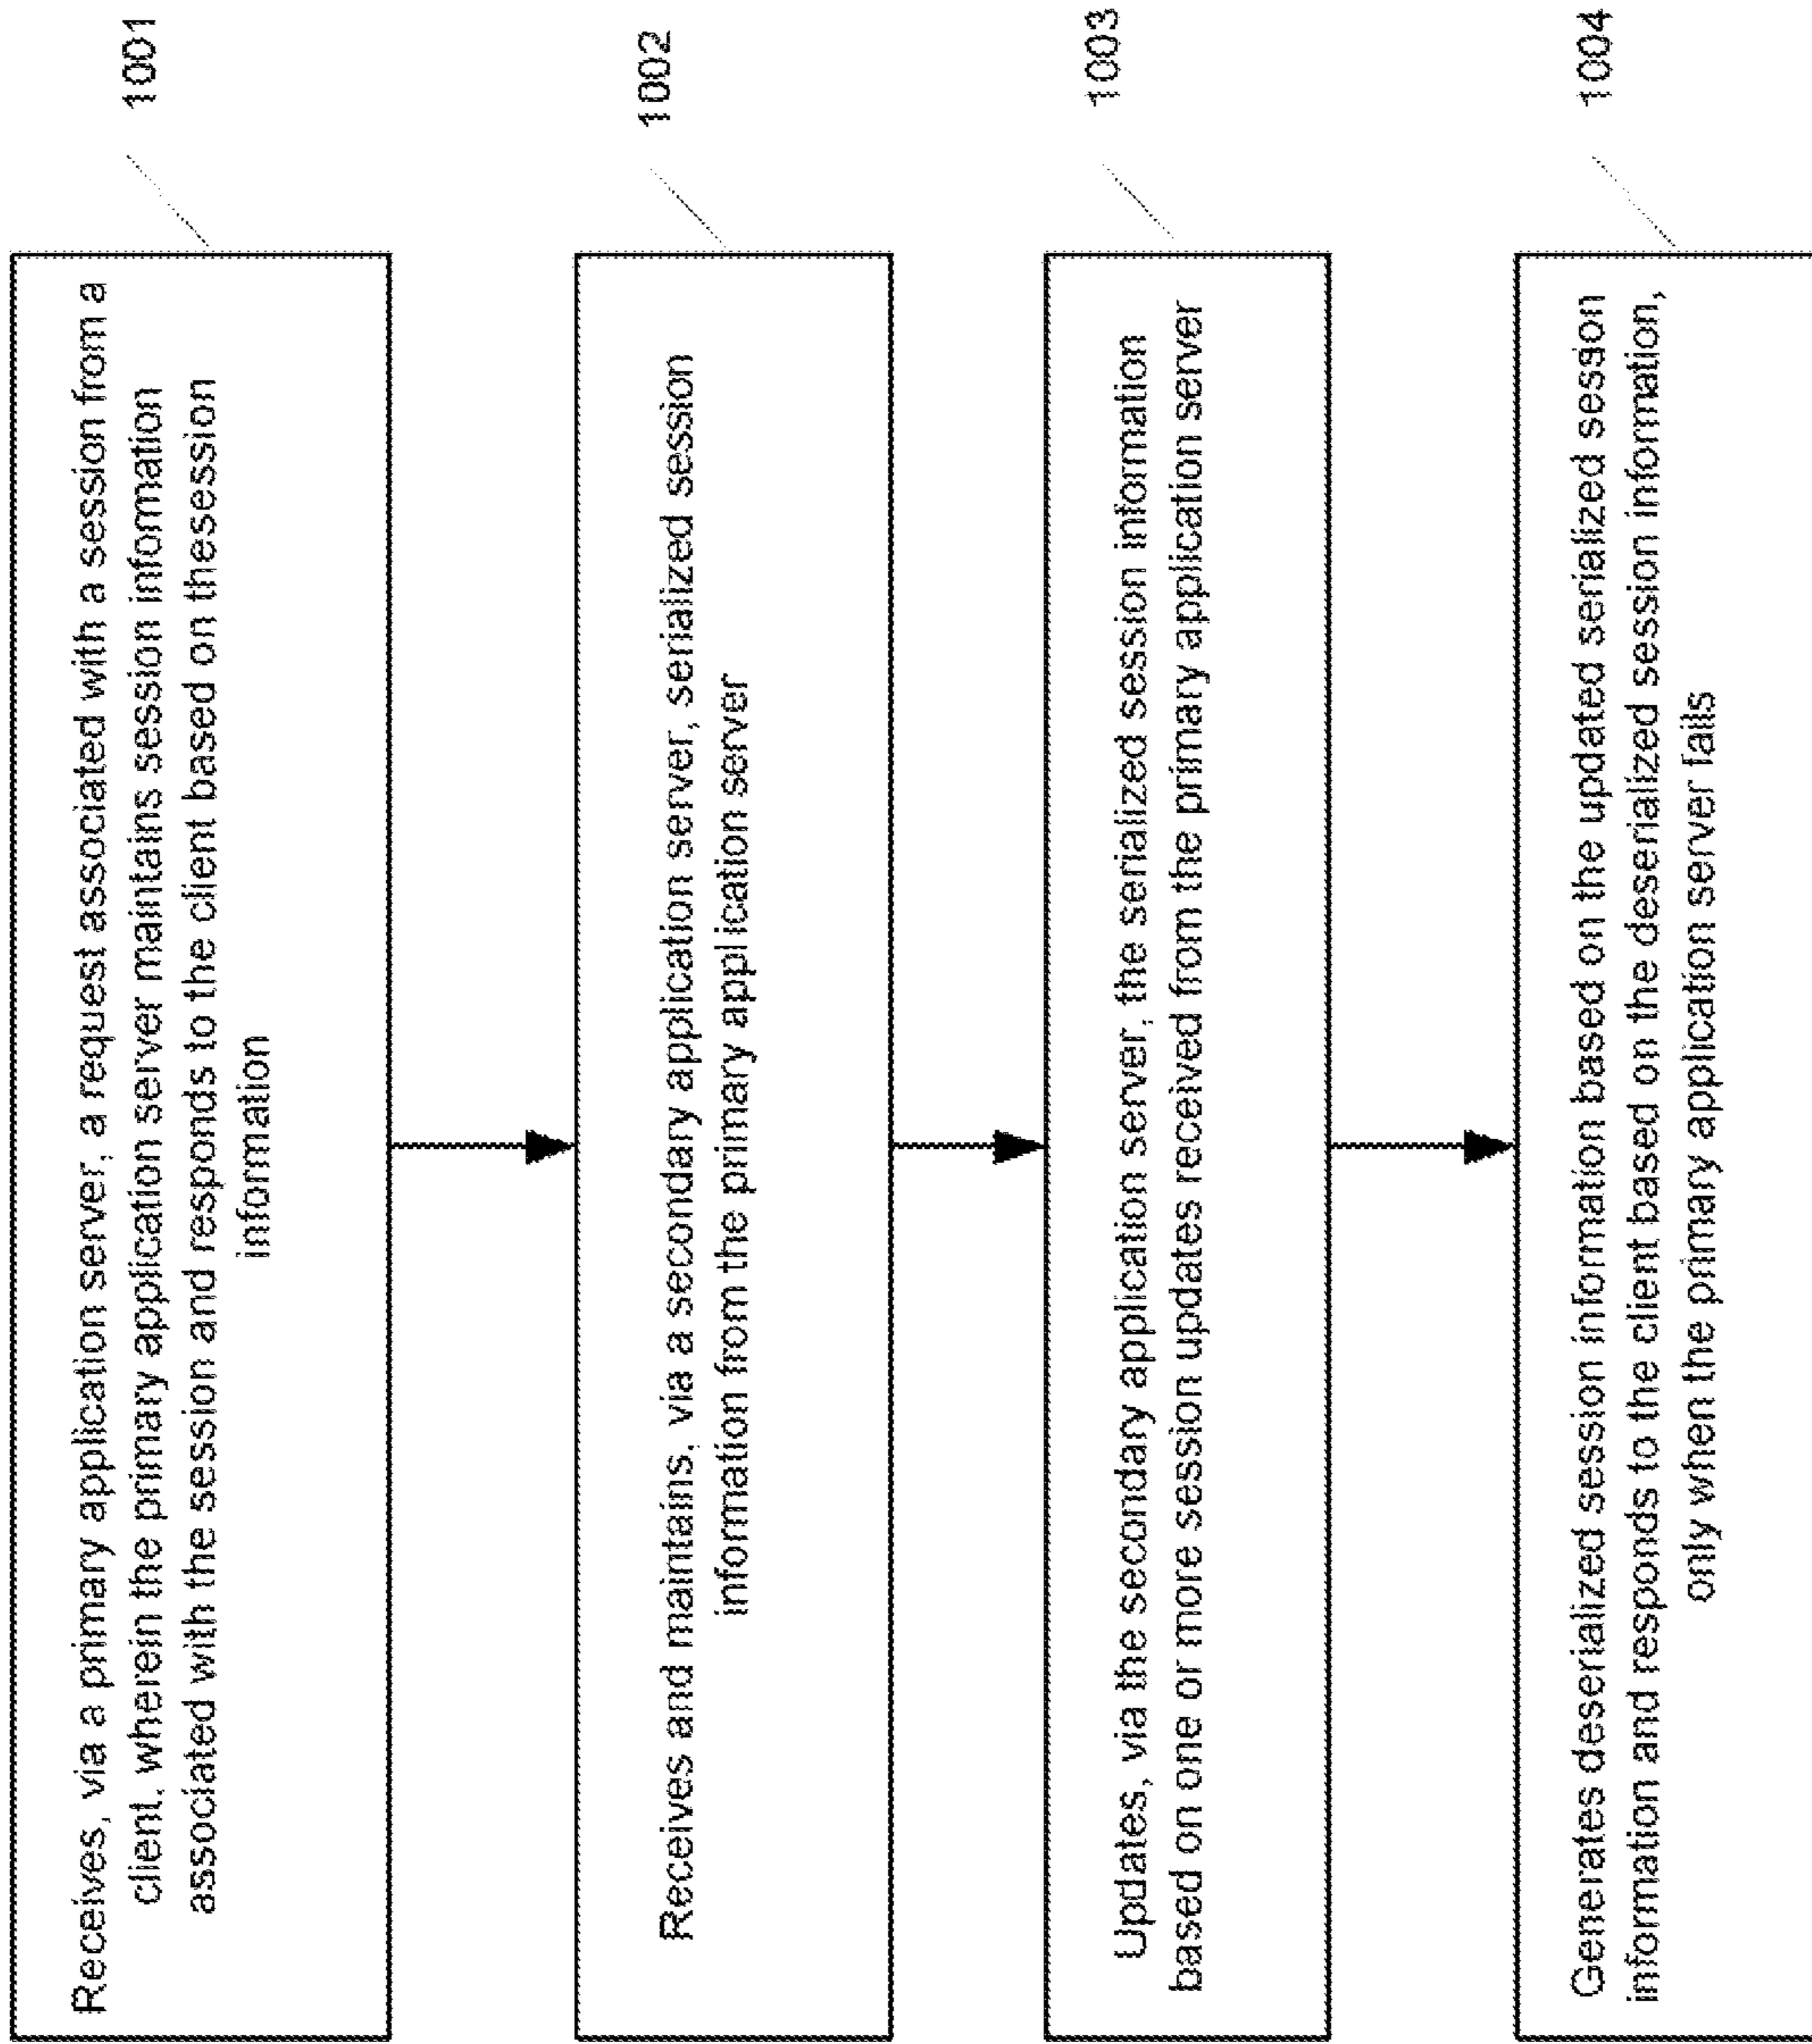 Receives, via a primary application server, a request associated with a session from a
client, wherein the primary application server maintains session information
associated with the session and responds to the client based on thesession
information
1001
Receives and maintains, via a secondary application server, serialized session
information from the primary application server
1002
Updates, via the secondary application server, the serialized session information
based on one or more session updates received from the primary application server
1003
Generates deserialized session information based on the updated serialized sesson
information and responds to the client based on the deserialized session information,
only when the primary application server fails
1004